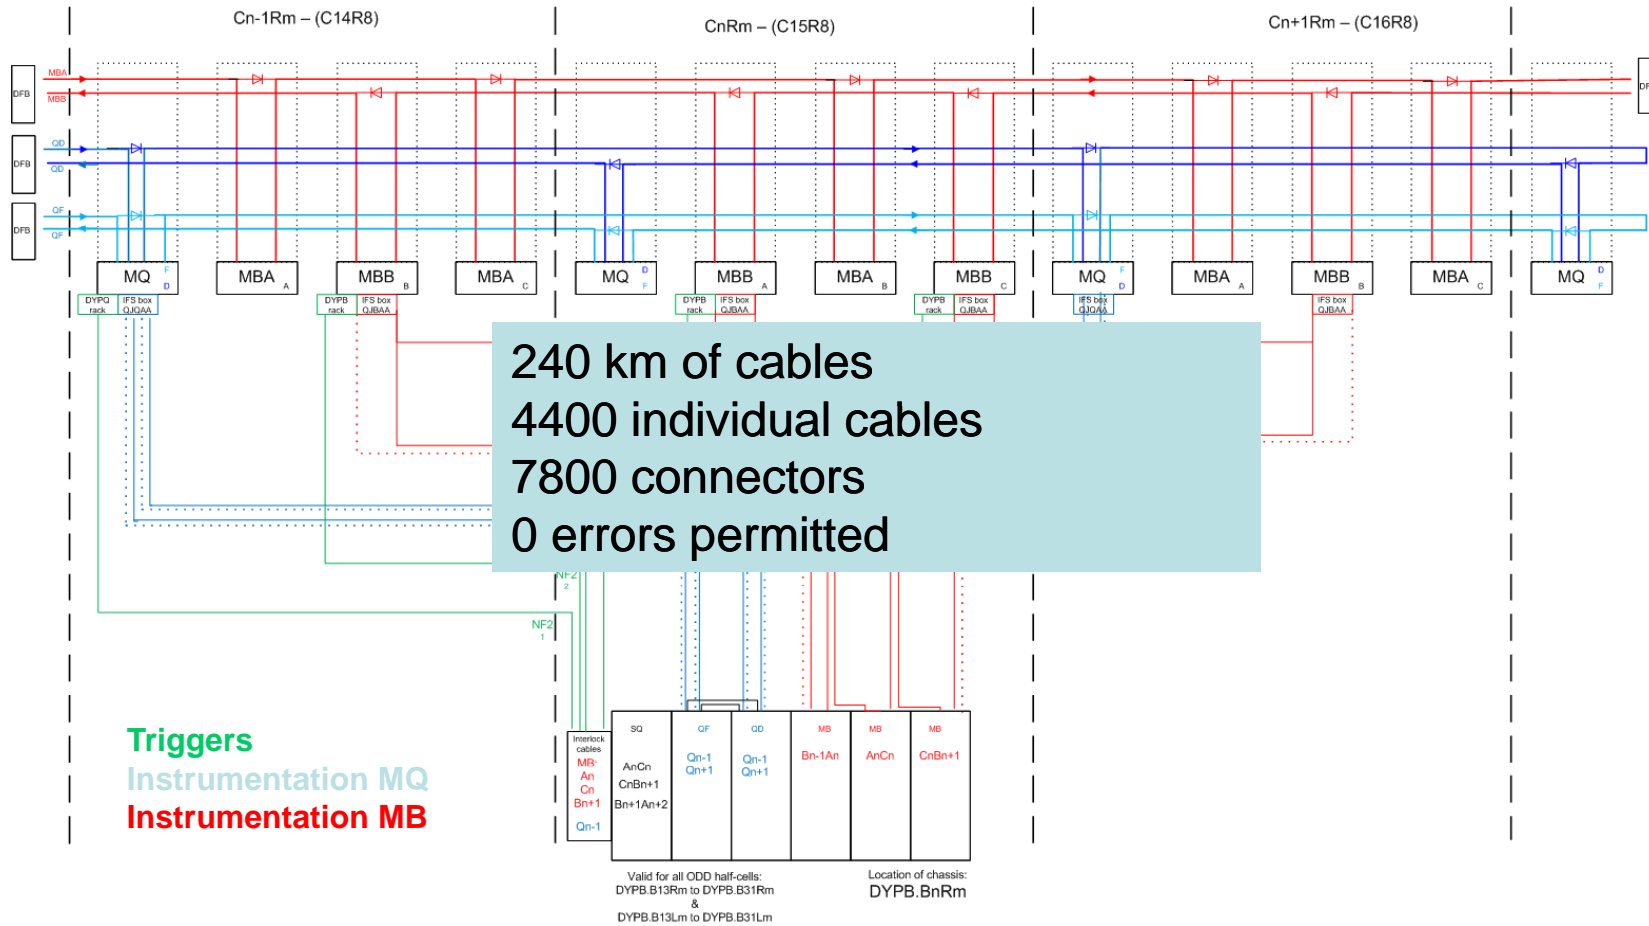 Cn-1Rm – (C14R8)
CnRm – (C15R8)
Cn+1Rm – (C16R8)
DFB
MBA
MBB
DFB
QD
QD
DFB
QF
QF
MQ F D
MBA A
MBB B
MBA C
MQ D F
MBB A
MBA B
MBB C
MQ F D
MBA A
MBB B
MBA C
MQ D F
DYPQ rack
IFS box QJQAA
DYPB rack
IFS box QJBAA
DYPB rack
IFS box QJBAA
DYPB rack
IFS box QJBAA
IFS box QJQAA
IFS box QJBAA
240 km of cables
4400 individual cables
7800 connectors
0 errors permitted
NF2
2
NF2
1
Triggers
Instrumentation MQ
Instrumentation MB
Interlock
cables
MB:
An
Cn
Bn+1
Qn-1
SQ
AnCn
CnBn+1
Bn+1An+2
QF
Qn-1
Qn+1
QD
Qn-1
Qn+1
MB
Bn-1An
MB
AnCn
MB
CnBn+1
Valid for all ODD half-cells:
DYPB.B13Rm to DYPB.B31Rm
&
DYPB.B13Lm to DYPB.B31Lm
Location of chassis:
DYPB.BnRm